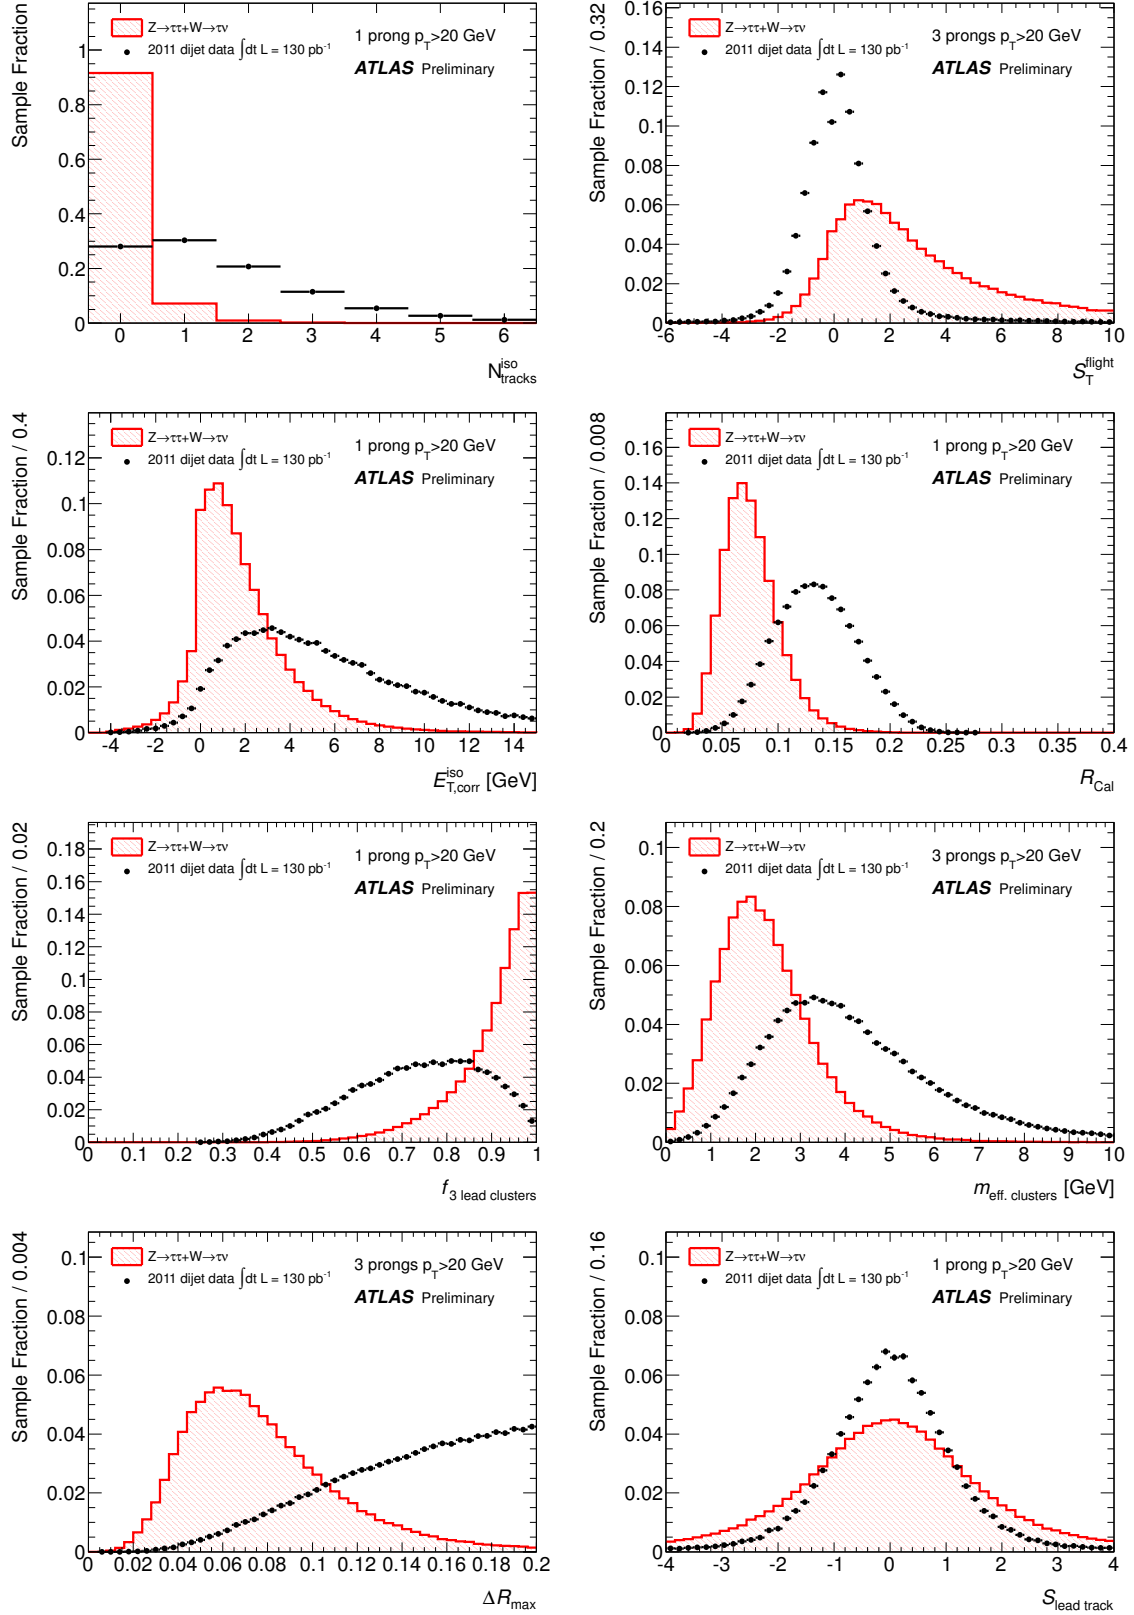 Sample Fraction
Z→ττ+W→τν
2011 dijet data ∫dt L = 130 pb⁻¹
1 prong p_T>20 GeV
ATLAS Preliminary
1
0.8
0.6
0.4
0.2
0
0 1 2 3 4 5 6
N^iso_tracks
Sample Fraction / 0.32
Z→ττ+W→τν
2011 dijet data ∫dt L = 130 pb⁻¹
3 prongs p_T>20 GeV
ATLAS Preliminary
0.16
0.14
0.12
0.1
0.08
0.06
0.04
0.02
0
-6 -4 -2 0 2 4 6 8 10
S_T^flight
Sample Fraction / 0.4
Z→ττ+W→τν
2011 dijet data ∫dt L = 130 pb⁻¹
1 prong p_T>20 GeV
ATLAS Preliminary
0.12
0.1
0.08
0.06
0.04
0.02
0
-4 -2 0 2 4 6 8 10 12 14
E^iso_T,corr [GeV]
Sample Fraction / 0.008
Z→ττ+W→τν
2011 dijet data ∫dt L = 130 pb⁻¹
1 prong p_T>20 GeV
ATLAS Preliminary
0.16
0.14
0.12
0.1
0.08
0.06
0.04
0.02
0
0 0.05 0.1 0.15 0.2 0.25 0.3 0.35 0.4
R_Cal
Sample Fraction / 0.02
Z→ττ+W→τν
2011 dijet data ∫dt L = 130 pb⁻¹
1 prong p_T>20 GeV
ATLAS Preliminary
0.18
0.16
0.14
0.12
0.1
0.08
0.06
0.04
0.02
0
0 0.1 0.2 0.3 0.4 0.5 0.6 0.7 0.8 0.9 1
f_3 lead clusters
Sample Fraction / 0.2
Z→ττ+W→τν
2011 dijet data ∫dt L = 130 pb⁻¹
3 prongs p_T>20 GeV
ATLAS Preliminary
0.1
0.08
0.06
0.04
0.02
0
0 1 2 3 4 5 6 7 8 9 10
m_eff. clusters [GeV]
Sample Fraction / 0.004
Z→ττ+W→τν
2011 dijet data ∫dt L = 130 pb⁻¹
3 prongs p_T>20 GeV
ATLAS Preliminary
0.1
0.08
0.06
0.04
0.02
0
0 0.02 0.04 0.06 0.08 0.1 0.12 0.14 0.16 0.18 0.2
ΔR_max
Sample Fraction / 0.16
Z→ττ+W→τν
2011 dijet data ∫dt L = 130 pb⁻¹
1 prong p_T>20 GeV
ATLAS Preliminary
0.1
0.08
0.06
0.04
0.02
0
-4 -3 -2 -1 0 1 2 3 4
S_lead track